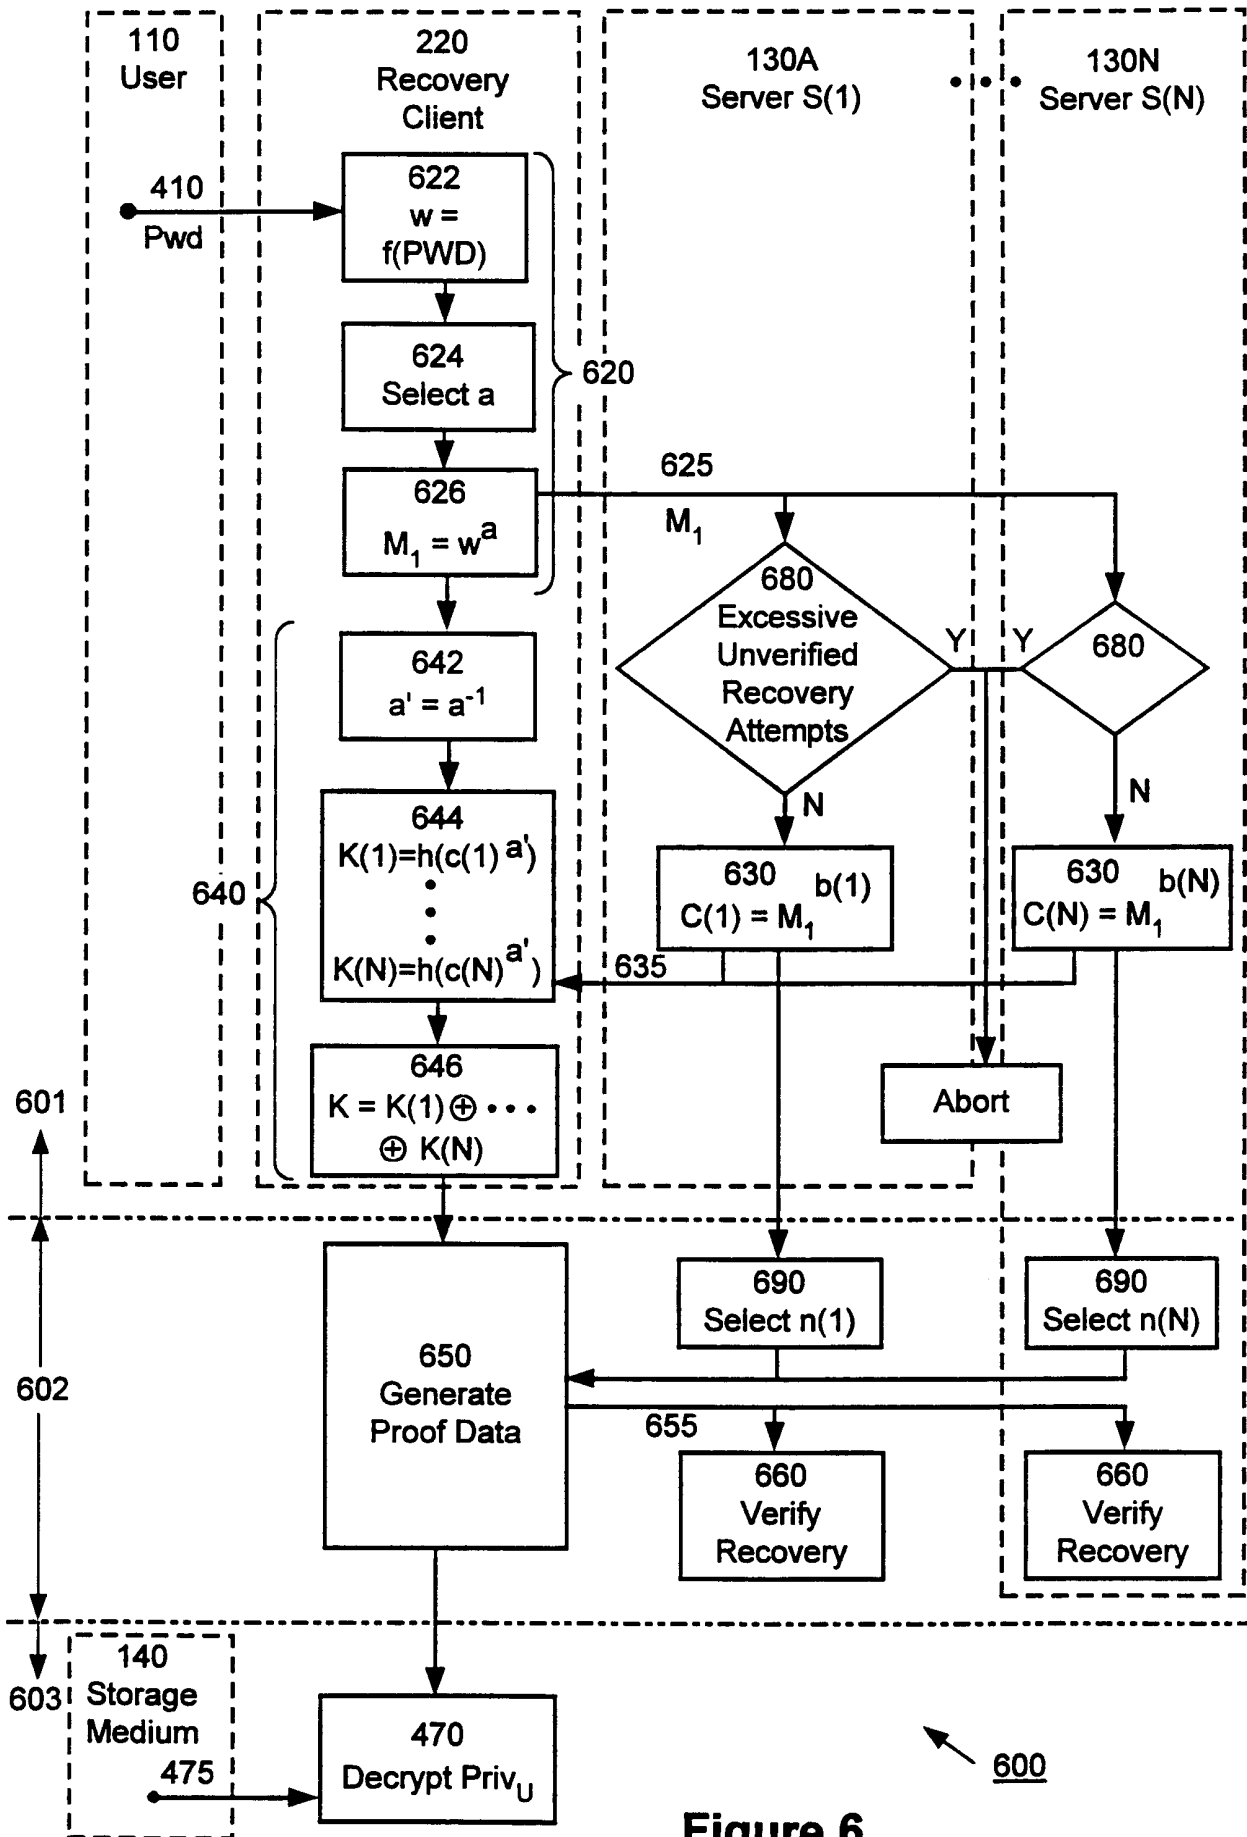 110
User
220
Recovery
Client
130A
Server S(1)
• • •
130N
Server S(N)
410
Pwd
622
w =
f(PWD)
624
Select a
620
626
M₁ = wᵃ
625
M₁
680
Excessive
Unverified
Recovery
Attempts
Y
Y
680
N
N
642
a' = a⁻¹
640
644
K(1)=h(c(1)^a')
•
•
•
K(N)=h(c(N)^a')
630
C(1) = M₁^b(1)
630
C(N) = M₁^b(N)
635
646
K = K(1) ⊕ • • •
⊕ K(N)
Abort
601
602
650
Generate
Proof Data
690
Select n(1)
690
Select n(N)
655
660
Verify
Recovery
660
Verify
Recovery
603
140
Storage
Medium
475
470
Decrypt Priv_U
600
Figure 6